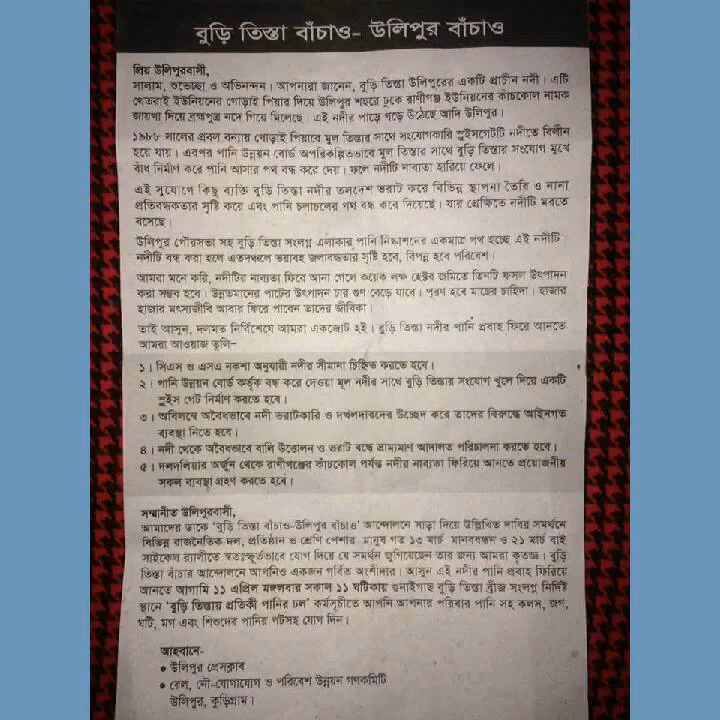 বুড়ি তিস্তা বাঁচাও- উলিপুর বাঁচাও
প্রিয় উলিপুরবাসী,
সালাম, শুভেচ্ছা ও অভিনন্দন। আপনারা জানেন, বুড়ি তিস্তা উলিপুরের একটি প্রাচীন নদী। এটি
থেতরাই ইউনিয়নের গোড়াই পিয়ার দিয়ে উলিপুর শহরে ঢুকে রাণীগঞ্জ ইউনিয়নের কাঁচকোল নামক
জায়গা দিয়ে ব্রহ্মপুত্র নদে গিয়ে মিলেছে। এই নদীর পাড়ে গড়ে উঠেছে আদি উলিপুর।
১৯৮৮ সালের প্রবল বন্যায় গোড়াই পিয়ারে মূল তিস্তার সাথে সংযোগকারি স্লুইসগেটটি নদীতে বিলীন
হয়ে যায়। এরপর পানি উন্নয়ন বোর্ড অপরিকল্পিতভাবে মূল তিস্তার সাথে বুড়ি তিস্তার সংযোগ মুখে
বাঁধ নির্মাণ করে পানি আসার পথ বন্ধ করে দেয়। ফলে নদীটি নাব্যতা হারিয়ে ফেলে।
এই সুযোগে কিছু ব্যক্তি বুড়ি তিস্তা নদীর তলদেশ ভরাট করে বিভিন্ন স্থাপনা তৈরি ও নানা
প্রতিবন্ধকতার সৃষ্টি করে এবং পানি চলাচলের পথ বন্ধ করে দিয়েছে। যার প্রেক্ষিতে নদীটি মরতে
বসেছে।
উলিপুর পৌরসভা সহ বুড়ি তিস্তা সংলগ্ন এলাকার পানি নিষ্কাশনের একমাত্র পথ হচ্ছে এই নদীটি।
নদীটি বন্ধ করা হলে এতদঞ্চলে ভয়াবহ জলাবদ্ধতার সৃষ্টি হবে, বিপন্ন হবে পরিবেশ।
আমরা মনে করি, নদীটির নাব্যতা ফিরে আনা গেলে কয়েক লক্ষ হেক্টর জমিতে তিনটি ফসল উৎপাদন
করা সম্ভব হবে। উন্নতমানের পাটের উৎপাদন চার গুণ বেড়ে যাবে। পূরণ হবে মাছের চাহিদা। হাজার
হাজার মৎস্যজীবি আবার ফিরে পাবেন তাদের জীবিকা।
তাই আসুন, দলমত নির্বিশেষে আমরা একজোট হই। বুড়ি তিস্তা নদীর পানি প্রবাহ ফিরে আনতে
আমরা আওয়াজ তুলি-
১। সিএস ও এসএ নকশা অনুযায়ী নদীর সীমানা চিহ্নিত করতে হবে।
২। পানি উন্নয়ন বোর্ড কর্তৃক বন্ধ করে দেওয়া মূল নদীর সাথে বুড়ি তিস্তার সংযোগ খুলে দিয়ে একটি
স্লুইস গেট নির্মাণ করতে হবে।
৩। অবিলম্বে অবৈধভাবে নদী ভরাটকারি ও দখলদারদের উচ্ছেদ করে তাদের বিরুদ্ধে আইনগত
ব্যবস্থা নিতে হবে।
৪। নদী থেকে অবৈধভাবে বালি উত্তোলন ও ভরাট বন্ধে ভ্রাম্যমাণ আদালত পরিচালনা করতে হবে।
৫। দলদলিয়ার অর্জুন থেকে রাণীগঞ্জের কাঁচকোল পর্যন্ত নদীর নাব্যতা ফিরিয়ে আনতে প্রয়োজনীয়
সকল ব্যবস্থা গ্রহণ করতে হবে।
সম্মানীত উলিপুরবাসী,
আমাদের ডাকে 'বুড়ি তিস্তা বাঁচাও-উলিপুর বাঁচাও' আন্দোলনে সাড়া দিয়ে উল্লিখিত দাবির সমর্থনে
বিভিন্ন রাজনৈতিক দল, প্রতিষ্ঠান ও শ্রেণি পেশার মানুষ গত ১৩ মার্চ মানববন্ধন ও ২১ মার্চ বাই
সাইকেল র‍্যালীতে স্বতঃস্ফূর্তভাবে যোগ দিয়ে যে সমর্থন জুগিয়েছেন তার জন্য আমরা কৃতজ্ঞ। বুড়ি
তিস্তা বাঁচার আন্দোলনে আপনিও একজন গর্বিত অংশীদার। আসুন এই নদীর পানি প্রবাহ ফিরিয়ে
আনতে আগামি ১১ এপ্রিল মঙ্গলবার সকাল ১১ ঘটিকায় গুনাইগাছ বুড়ি তিস্তা ব্রীজ সংলগ্ন নির্দিষ্ট
স্থানে 'বুড়ি তিস্তায় প্রতিকী পানির ঢল' কর্মসূচীতে আপনি আপনার পরিবার পানি সহ কলস, জগ,
ঘটি, মগ এবং শিশুদের পানির পটসহ যোগ দিন।
আহবানে-
• উলিপুর প্রেসক্লাব
• রেল, নৌ-যোগাযোগ ও পরিবেশ উন্নয়ন গণকমিটি
উলিপুর, কুড়িগ্রাম।